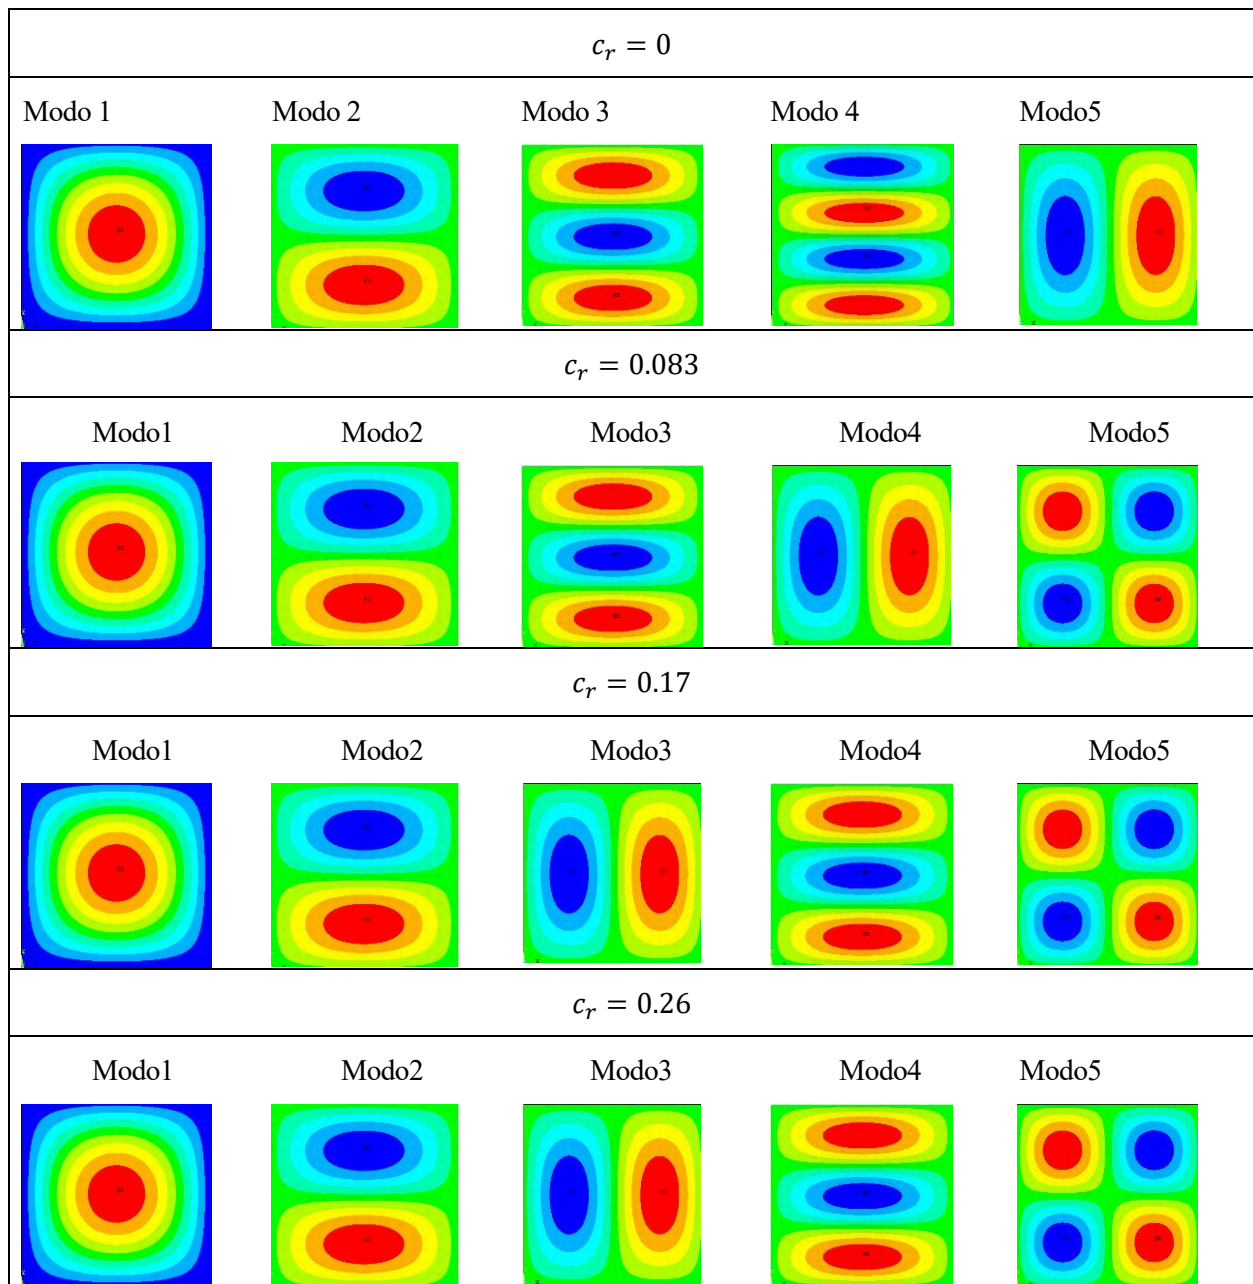 c_r = 0
Modo 1 Modo 2 Modo 3 Modo 4 Modo5
c_r = 0.083
Modo1 Modo2 Modo3 Modo4 Modo5
c_r = 0.17
Modo1 Modo2 Modo3 Modo4 Modo5
c_r = 0.26
Modo1 Modo2 Modo3 Modo4 Modo5